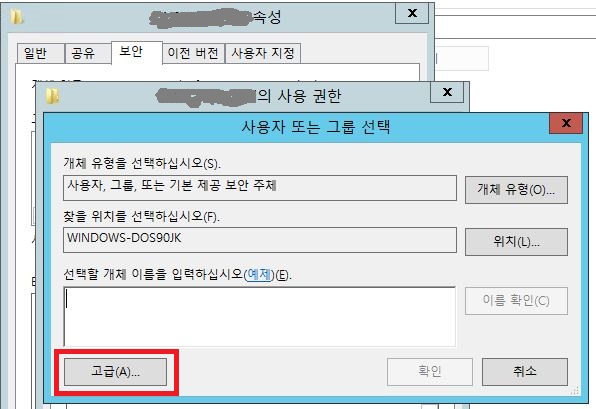 속성
일반
공유
보안
이전 버전
사용자 지정
의 사용 권한
사용자 또는 그룹 선택
개체 유형을 선택하십시오(S).
사용자, 그룹, 또는 기본 제공 보안 주체
개체 유형(O)...
찾을 위치를 선택하십시오(F).
WINDOWS-DOS90JK
위치(L)...
선택할 개체 이름을 입력하십시오(예제)(E).
이름 확인(C)
고급(A)...
확인
취소